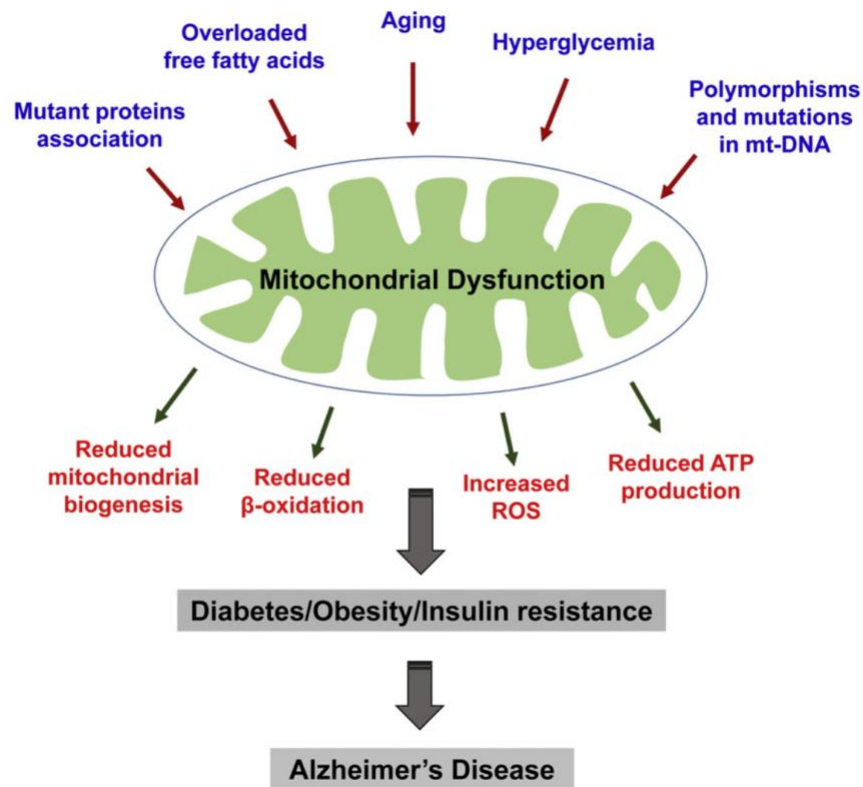 Aging
Overloaded
free fatty acids
Hyperglycemia
Mutant proteins
association
Polymorphisms
and mutations
in mt-DNA
Mitochondrial Dysfunction
Reduced
mitochondrial
biogenesis
Reduced
β-oxidation
Increased
ROS
Reduced ATP
production
Diabetes/Obesity/Insulin resistance
Alzheimer’s Disease